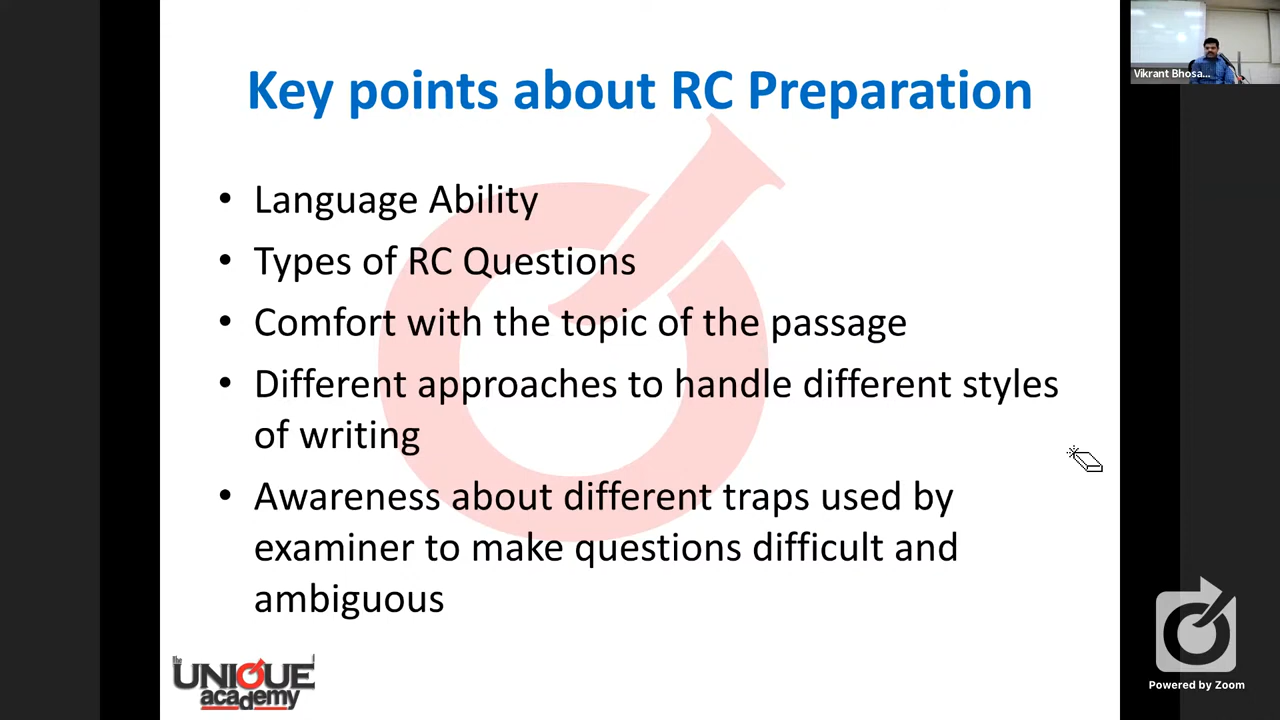 Key points about RC Preparation
• Language Ability
• Types of RC Questions
• Comfort with the topic of the passage
• Different approaches to handle different styles
of writing
• Awareness about different traps used by
examiner to make questions difficult and
ambiguous
The
UNIQUE
academy
Vikrant Bhosa...
Powered by Zoom